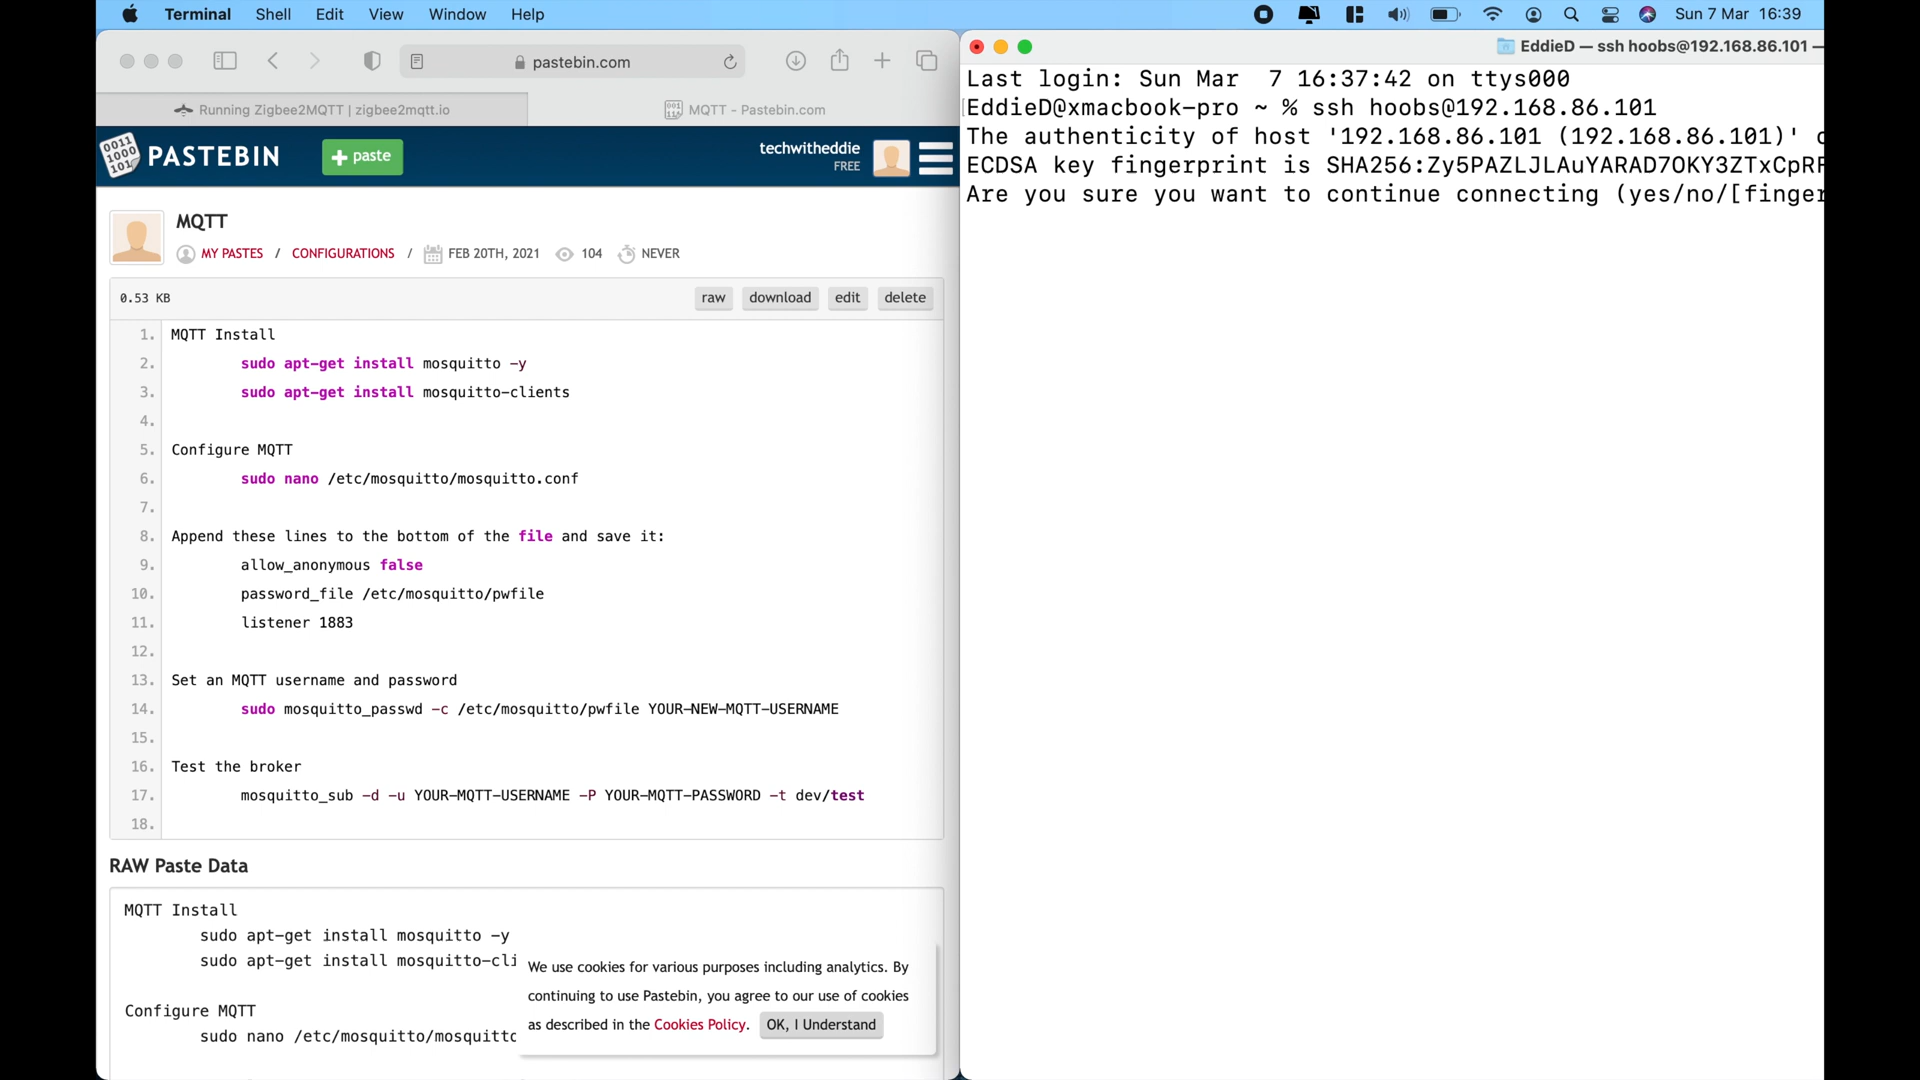 Terminal Shell Edit View Window Help
Sun 7 Mar 16:39
pastebin.com
Running Zigbee2MQTT | zigbee2mqtt.io
MQTT - Pastebin.com
PASTEBIN
+ paste
techwitheddie
FREE
MQTT
MY PASTES / CONFIGURATIONS / FEB 20TH, 2021 104 NEVER
0.53 KB
raw download edit delete
1. MQTT Install
2. sudo apt-get install mosquitto -y
3. sudo apt-get install mosquitto-clients
4.
5. Configure MQTT
6. sudo nano /etc/mosquitto/mosquitto.conf
7.
8. Append these lines to the bottom of the file and save it:
9. allow_anonymous false
10. password_file /etc/mosquitto/pwfile
11. listener 1883
12.
13. Set an MQTT username and password
14. sudo mosquitto_passwd -c /etc/mosquitto/pwfile YOUR-NEW-MQTT-USERNAME
15.
16. Test the broker
17. mosquitto_sub -d -u YOUR-MQTT-USERNAME -P YOUR-MQTT-PASSWORD -t dev/test
18.
RAW Paste Data
MQTT Install
sudo apt-get install mosquitto -y
sudo apt-get install mosquitto-cli
Configure MQTT
sudo nano /etc/mosquitto/mosquitto
We use cookies for various purposes including analytics. By
continuing to use Pastebin, you agree to our use of cookies
as described in the Cookies Policy. OK, I Understand
EddieD — ssh hoobs@192.168.86.101 —
Last login: Sun Mar 7 16:37:42 on ttys000
EddieD@xmacbook-pro ~ % ssh hoobs@192.168.86.101
The authenticity of host '192.168.86.101 (192.168.86.101)'
ECDSA key fingerprint is SHA256:Zy5PAZLJLAuYARAD7OKY3ZTxCpR
Are you sure you want to continue connecting (yes/no/[finger